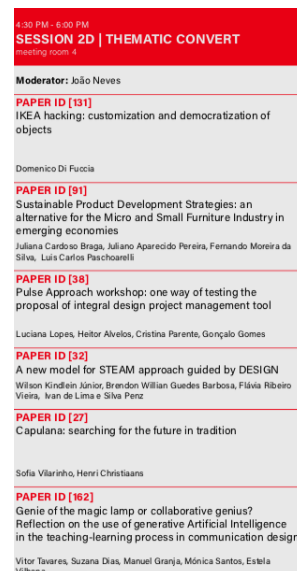 4:30 PM - 6:00 PM
SESSION 2D | THEMATIC CONVERT
meeting room 4
Moderator: João Neves
PAPER ID [131]
IKEA hacking: customization and democratization of
objects
Domenico Di Fuccia
PAPER ID [91]
Sustainable Product Development Strategies: an
alternative for the Micro and Small Furniture Industry in
emerging economies
Juliana Cardoso Braga, Juliano Aparecido Pereira, Fernando Moreira da
Silva, Luis Carlos Paschoarelli
PAPER ID [38]
Pulse Approach workshop: one way of testing the
proposal of integral design project management tool
Luciana Lopes, Heitor Alvelos, Cristina Parente, Gonçalo Gomes
PAPER ID [32]
A new model for STEAM approach guided by DESIGN
Wilson Kindlein Júnior, Brendon Willian Guedes Barbosa, Flávia Ribeiro
Vieira, Ivan de Lima e Silva Penz
PAPER ID [27]
Capulana: searching for the future in tradition
Sofia Vilarinho, Henri Christiaans
PAPER ID [162]
Genie of the magic lamp or collaborative genius?
Reflection on the use of generative Artificial Intelligence
in the teaching-learning process in communication design
Vitor Tavares, Suzana Dias, Manuel Granja, Mónica Santos, Estela